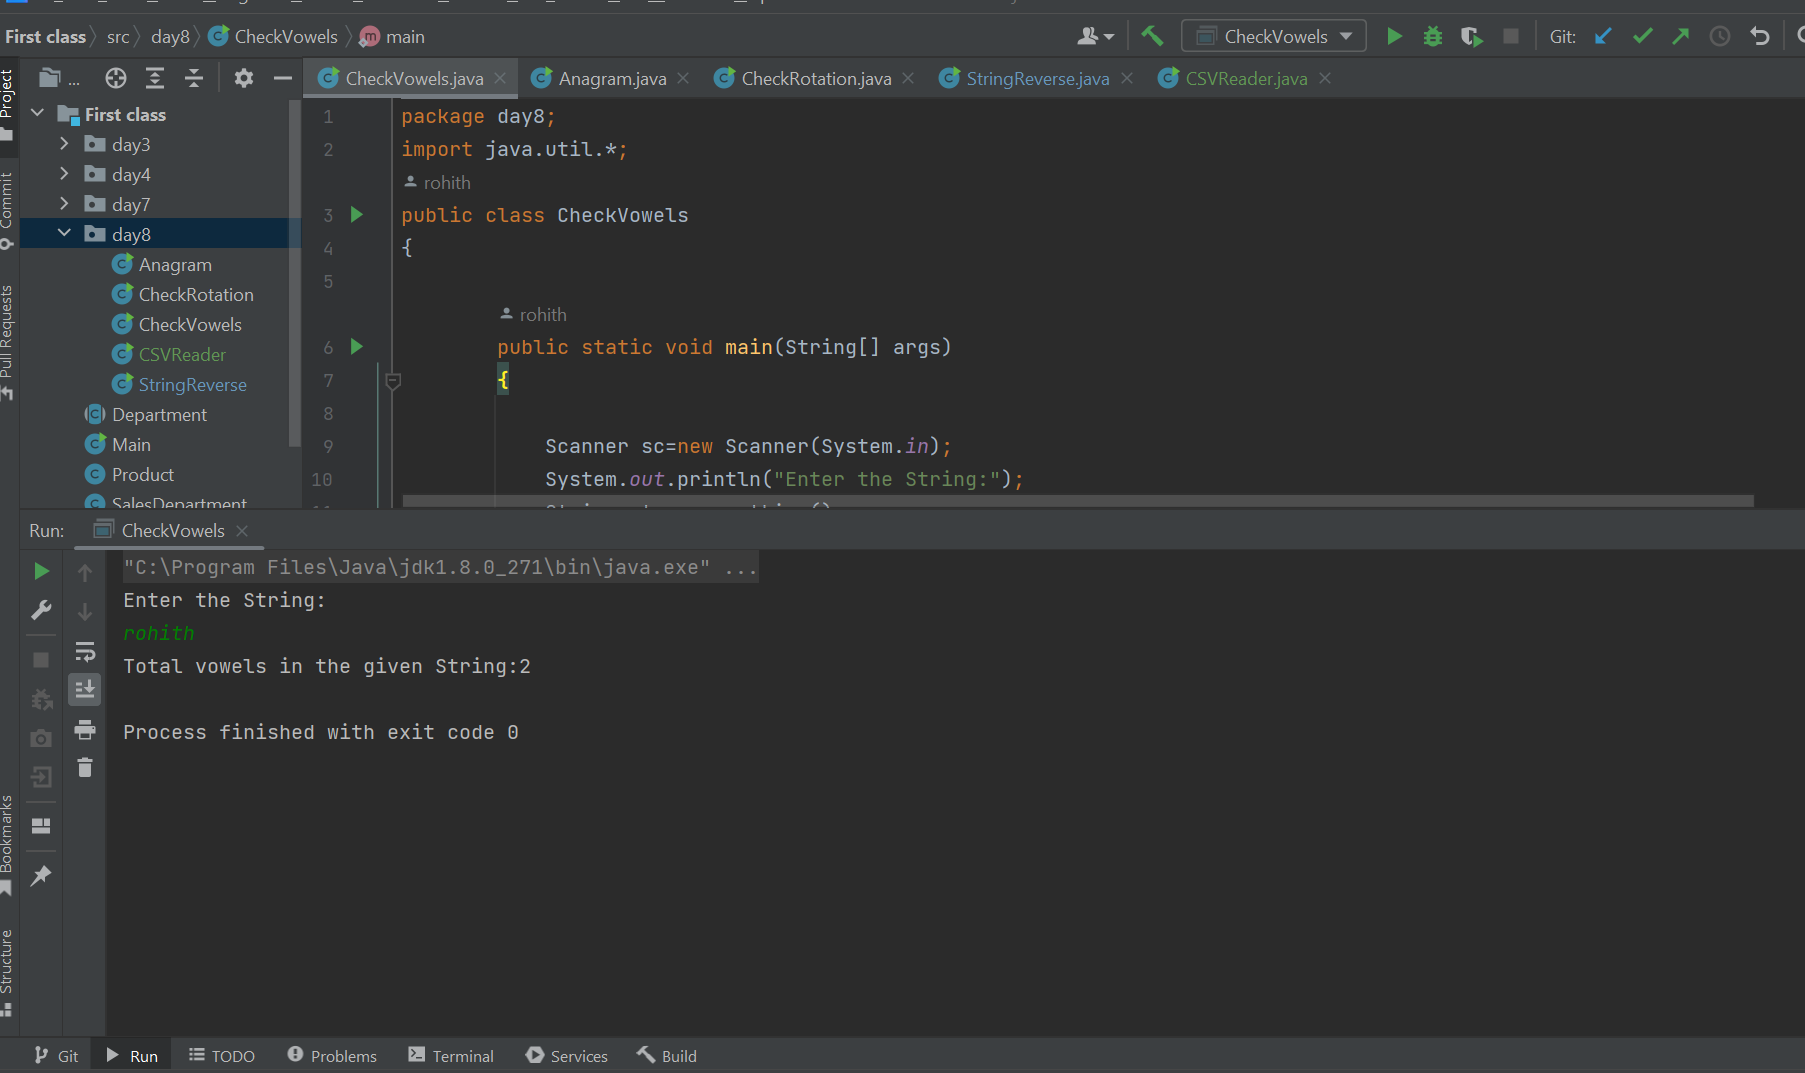 First class src day8 CheckVowels main
CheckVowels Git:
Project
Commit
Pull Requests
Bookmarks
Structure
...
First class
day3
day4
day7
day8
Anagram
CheckRotation
CheckVowels
CSVReader
StringReverse
Department
Main
Product
SalesDepartment
CheckVowels.java Anagram.java CheckRotation.java StringReverse.java CSVReader.java
1 package day8;
2 import java.util.*;
rohith
3 public class CheckVowels
4 {
5
rohith
6 public static void main(String[] args)
7 {
8
9 Scanner sc=new Scanner(System.in);
10 System.out.println("Enter the String:");
Run: CheckVowels
"C:\Program Files\Java\jdk1.8.0_271\bin\java.exe" ...
Enter the String:
rohith
Total vowels in the given String:2
Process finished with exit code 0
Git Run TODO Problems Terminal Services Build